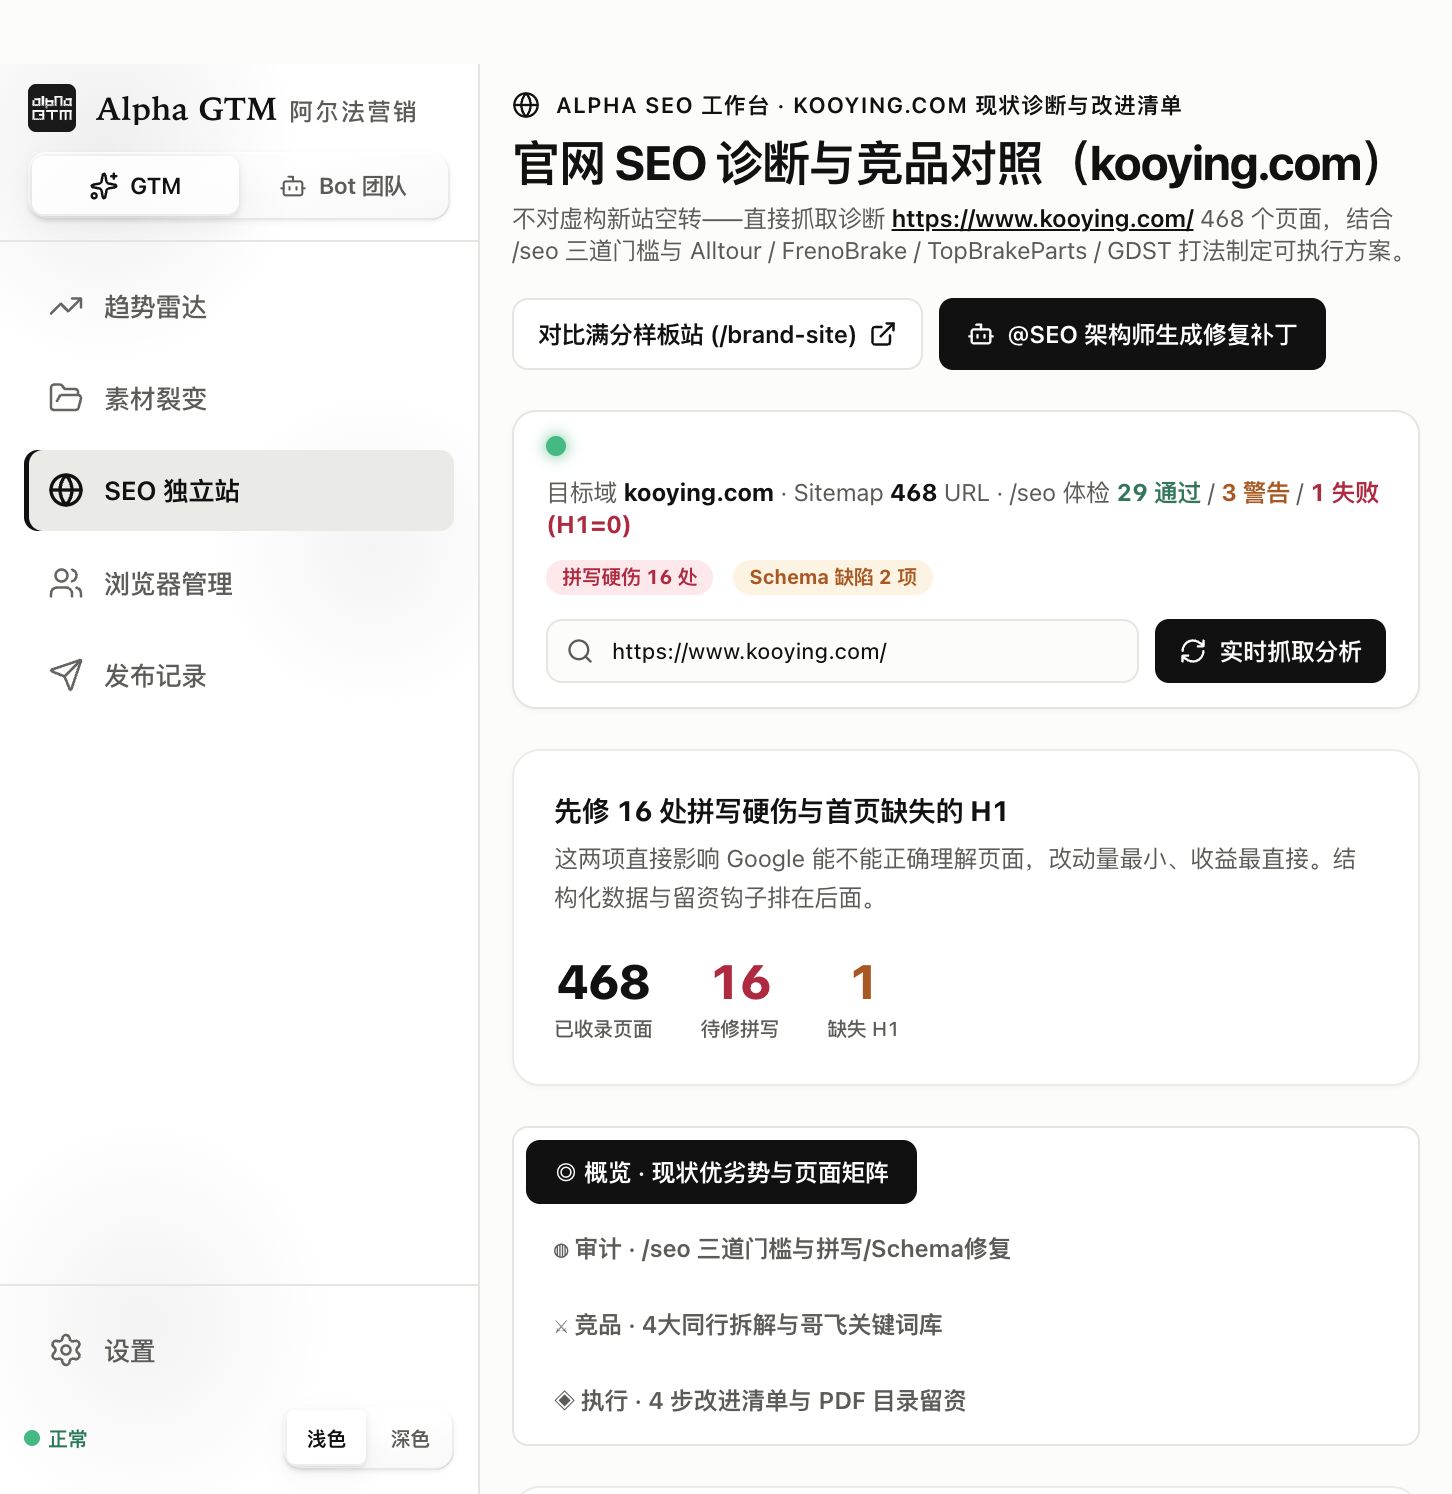 alpha GTM
Alpha GTM 阿尔法营销
GTM
Bot 团队
趋势雷达
素材裂变
SEO 独立站
浏览器管理
发布记录
设置
正常
浅色
深色
ALPHA SEO 工作台 · KOOYING.COM 现状诊断与改进清单
官网 SEO 诊断与竞品对照（kooying.com）
不对虚构新站空转——直接抓取诊断 https://www.kooying.com/ 468 个页面，结合
/seo 三道门槛与 Alltour / FrenoBrake / TopBrakeParts / GDST 打法制定可执行方案。
对比满分样板站 (/brand-site)
@SEO 架构师生成修复补丁
目标域 kooying.com · Sitemap 468 URL · /seo 体检 29 通过 / 3 警告 / 1 失败
(H1=0)
拼写硬伤 16 处
Schema 缺陷 2 项
https://www.kooying.com/
实时抓取分析
先修 16 处拼写硬伤与首页缺失的 H1
这两项直接影响 Google 能不能正确理解页面，改动量最小、收益最直接。结
构化数据与留资钩子排在后面。
468
16
1
已收录页面
待修拼写
缺失 H1
◎ 概览 · 现状优劣势与页面矩阵
◍ 审计 · /seo 三道门槛与拼写/Schema修复
⚔ 竞品 · 4大同行拆解与哥飞关键词库
◈ 执行 · 4 步改进清单与 PDF 目录留资